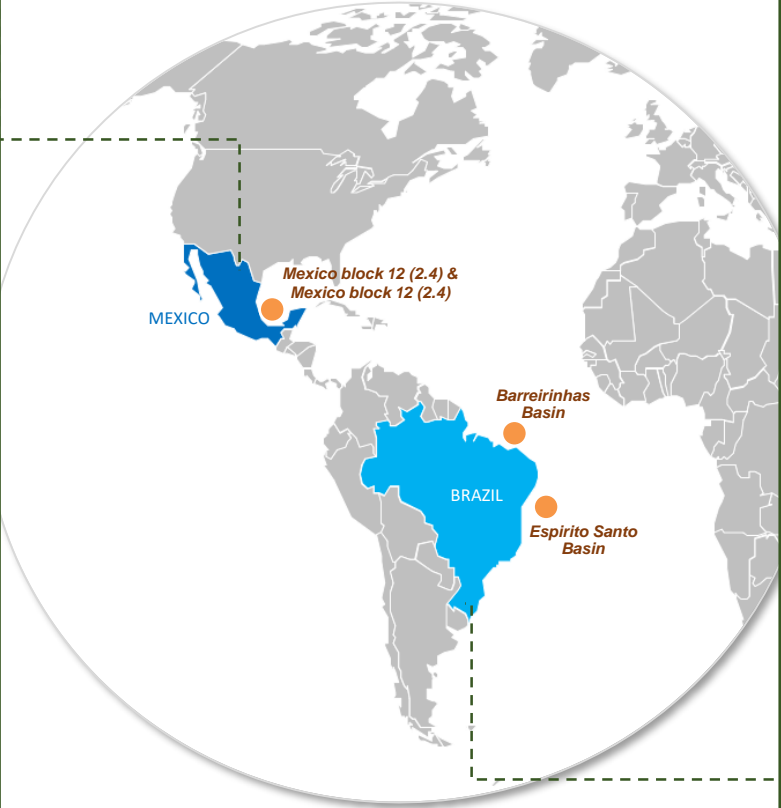 Mexico block 12 (2.4) &
Mexico block 12 (2.4)
MEXICO
Barreirinhas
Basin
BRAZIL
Espirito Santo
Basin